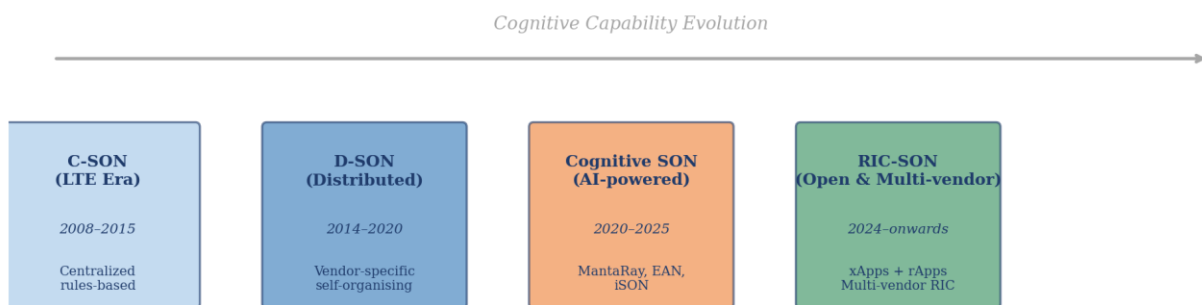 Cognitive Capability Evolution
C-SON
(LTE Era)
2008–2015
Centralized
rules-based
D-SON
(Distributed)
2014–2020
Vendor-specific
self-organising
Cognitive SON
(AI-powered)
2020–2025
MantaRay, EAN,
iSON
RIC-SON
(Open & Multi-vendor)
2024–onwards
xApps + rApps
Multi-vendor RIC